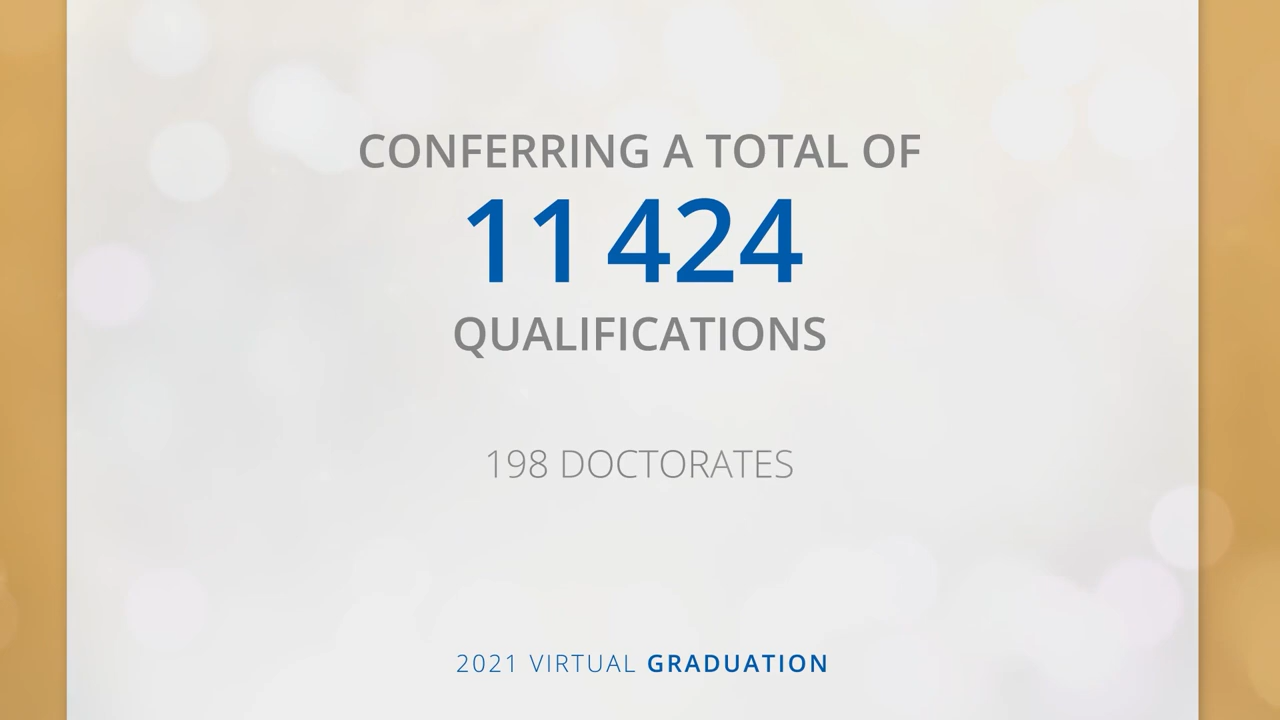 CONFERRING A TOTAL OF
11 424
QUALIFICATIONS
198 DOCTORATES
2021 VIRTUAL GRADUATION